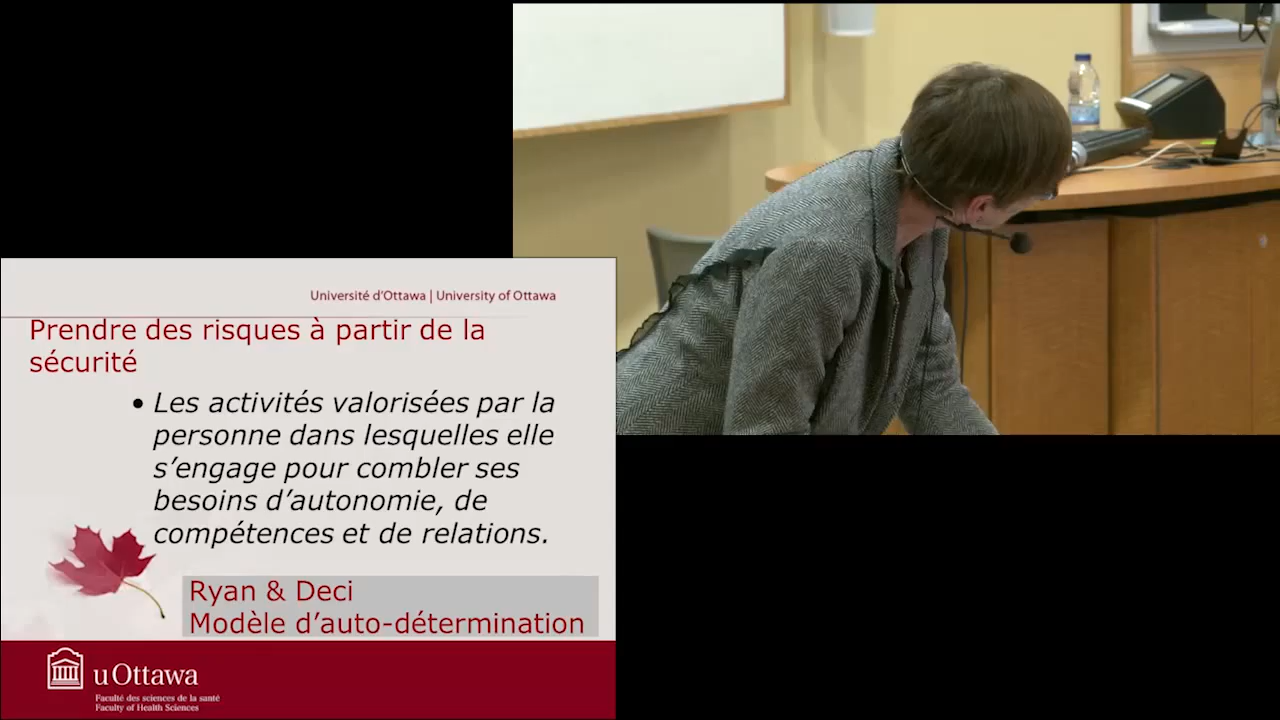 Université d'Ottawa | University of Ottawa
Prendre des risques à partir de la
sécurité
• Les activités valorisées par la
personne dans lesquelles elle
s’engage pour combler ses
besoins d’autonomie, de
compétences et de relations.
Ryan & Deci
Modèle d’auto-détermination
uOttawa
Faculté des sciences de la santé
Faculty of Health Sciences